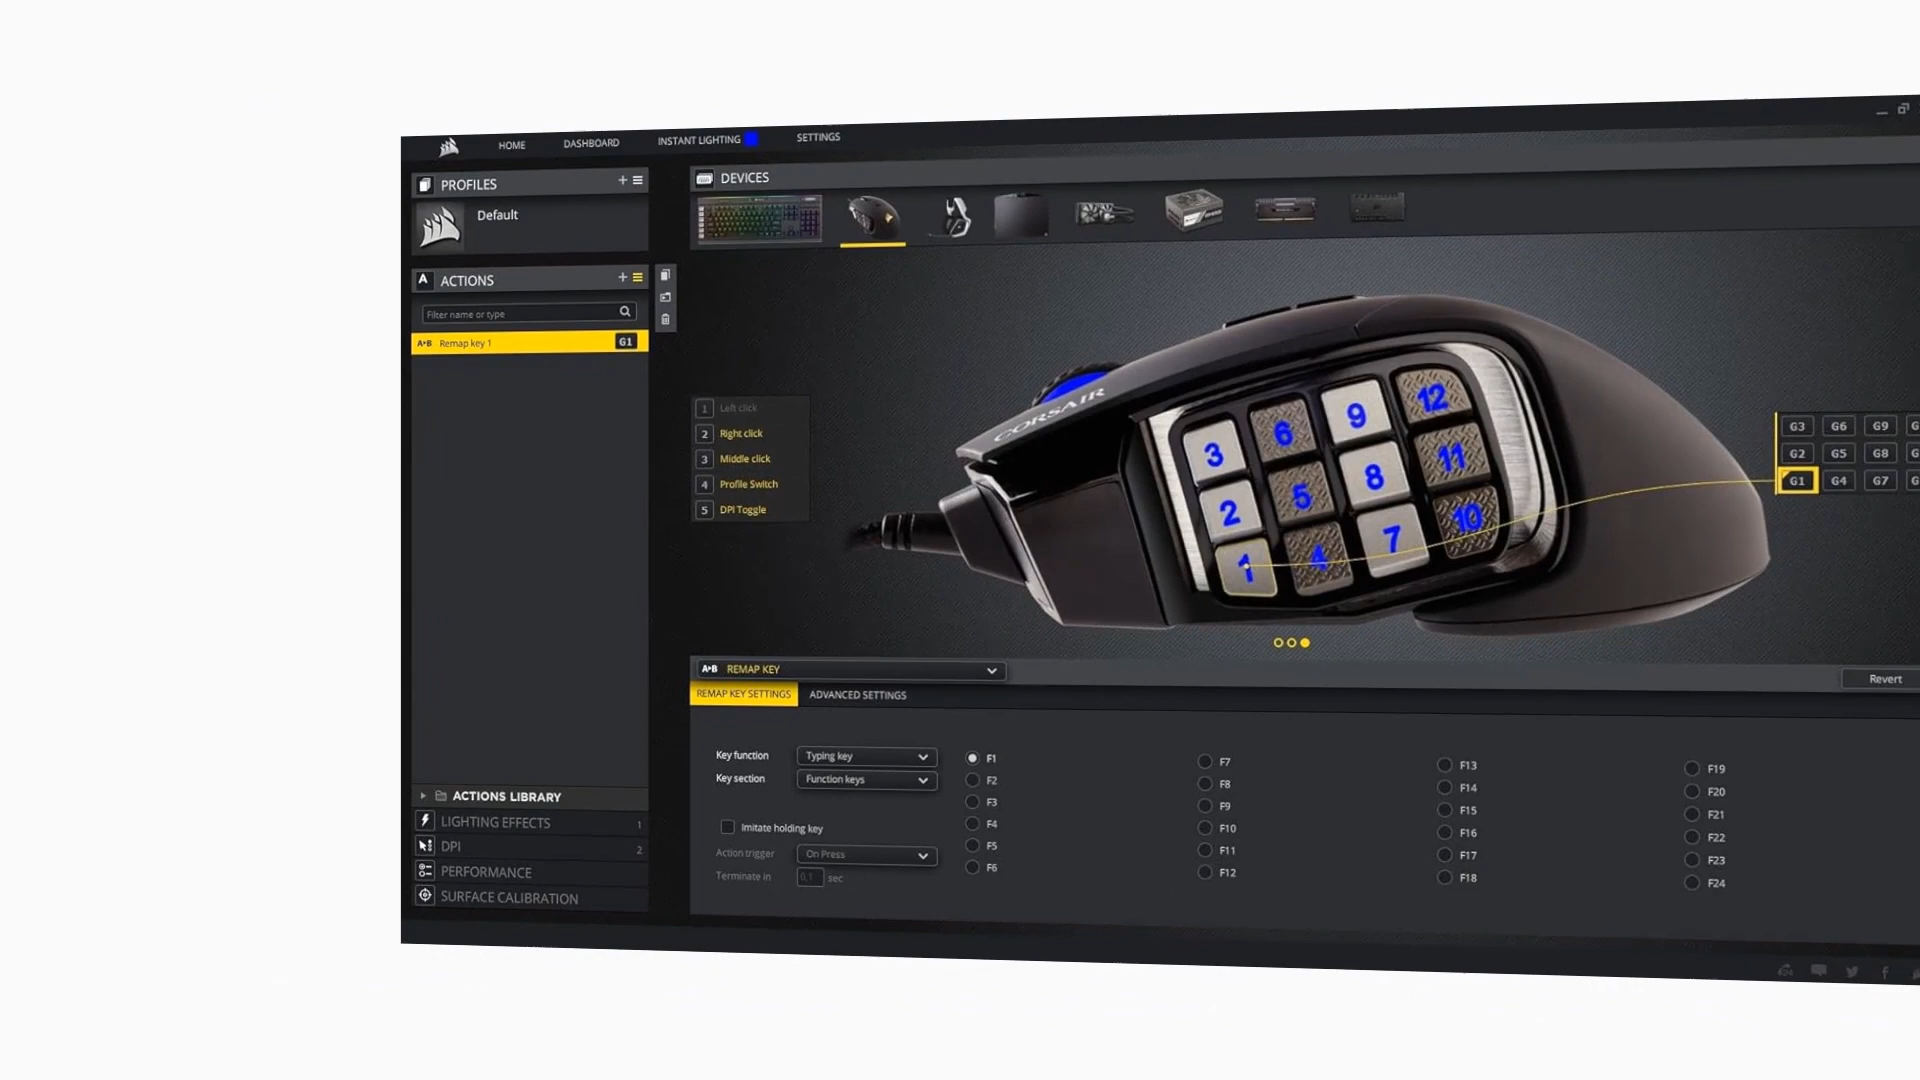 HOME
DASHBOARD
INSTANT LIGHTING
SETTINGS
PROFILES
Default
ACTIONS
Filter name or type
A▸B Remap key 1 G1
DEVICES
1 Left click
2 Right click
3 Middle click
4 Profile Switch
5 DPI Toggle
CORSAIR
3 6 9 12
2 5 8 11
1 4 7 10
G3 G6 G9
G2 G5 G8
G1 G4 G7
A▸B REMAP KEY
Revert
REMAP KEY SETTINGS
ADVANCED SETTINGS
Key function Typing key
Key section Function keys
Imitate holding key
Action trigger On Press
Terminate in 0,1 sec
F1
F2
F3
F4
F5
F6
F7
F8
F9
F10
F11
F12
F13
F14
F15
F16
F17
F18
F19
F20
F21
F22
F23
F24
ACTIONS LIBRARY
LIGHTING EFFECTS 1
DPI 2
PERFORMANCE
SURFACE CALIBRATION